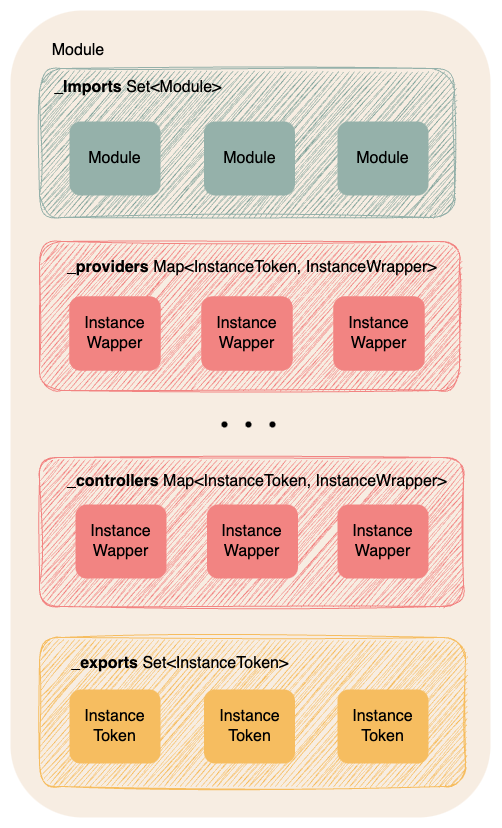 Module
_Imports Set<Module>
Module Module Module
_providers Map<InstanceToken, InstanceWrapper>
Instance Instance Instance
Wapper Wapper Wapper
• • •
_controllers Map<InstanceToken, InstanceWrapper>
Instance Instance Instance
Wapper Wapper Wapper
_exports Set<InstanceToken>
Instance Instance Instance
Token Token Token